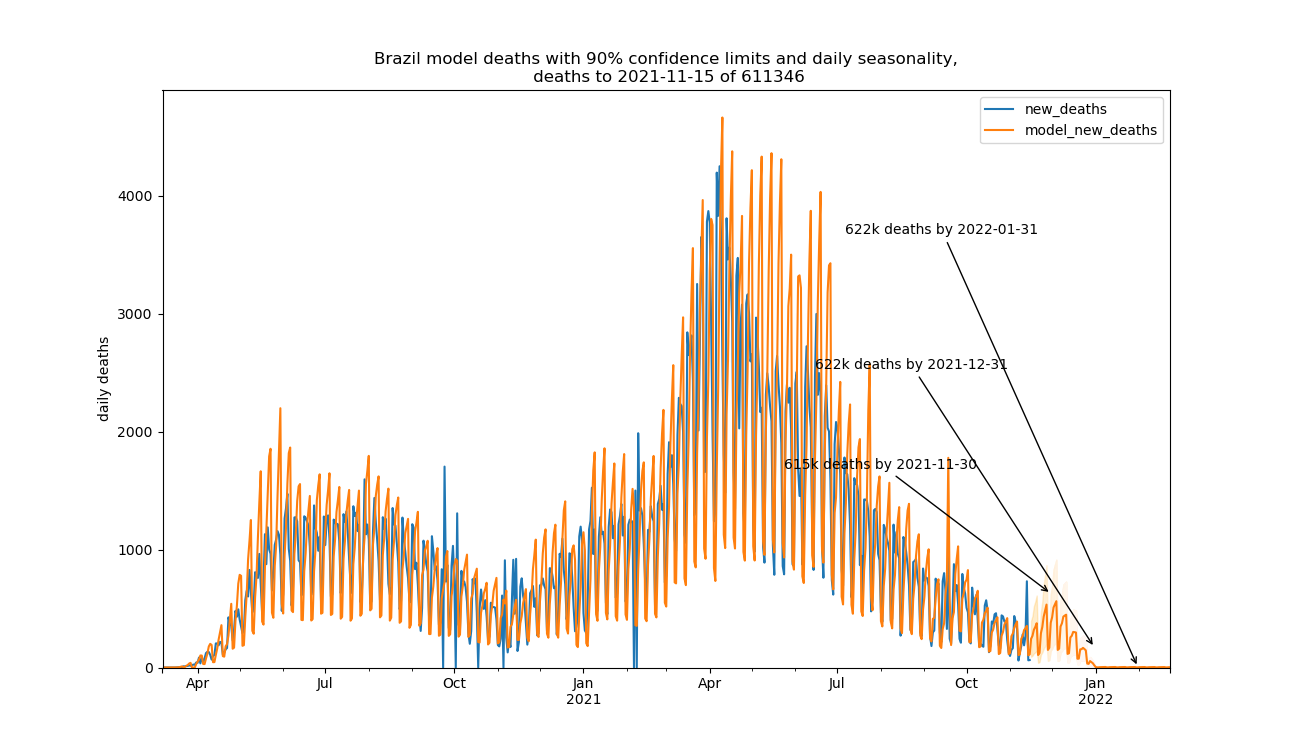 Brazil model deaths with 90% confidence limits and daily seasonality,
deaths to 2021-11-15 of 611346
new_deaths
model_new_deaths
daily deaths
4000
3000
2000
1000
0
622k deaths by 2022-01-31
622k deaths by 2021-12-31
615k deaths by 2021-11-30
Apr Jul Oct Jan Apr Jul Oct Jan
2021 2022